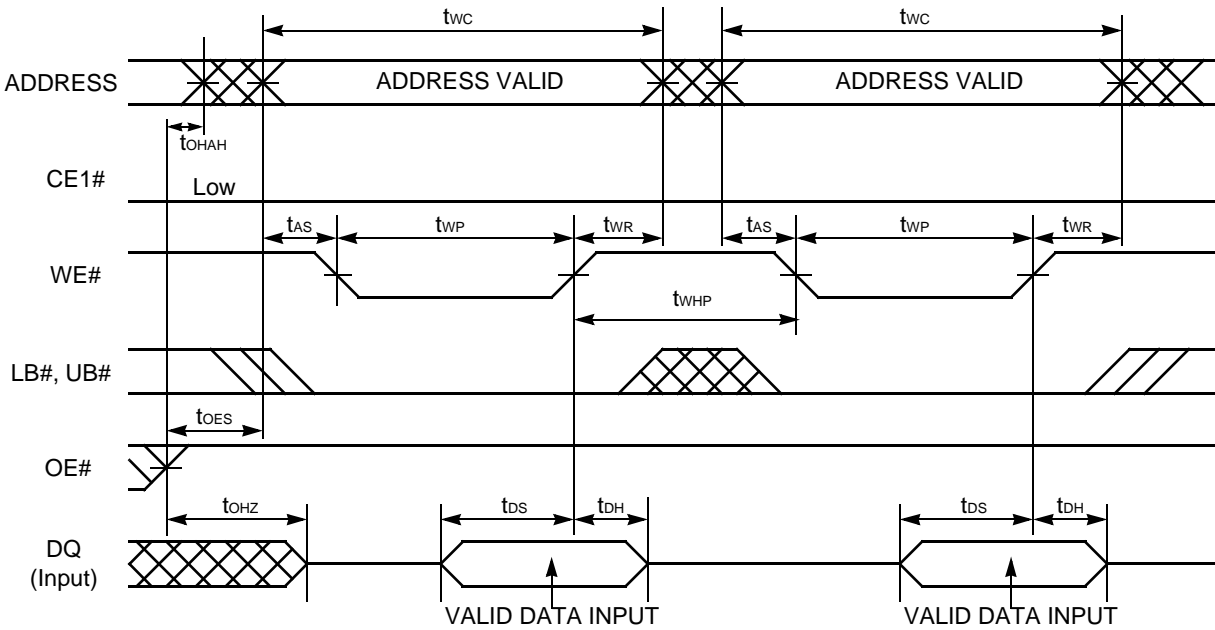 tWC tWC
ADDRESS ADDRESS VALID ADDRESS VALID
tOHAH
CE1# Low
tAS tWP tWR tAS tWP tWR
WE#
tWHP
LB#, UB#
tOES
OE#
tOHZ tDS tDH tDS tDH
DQ
(Input)
VALID DATA INPUT VALID DATA INPUT